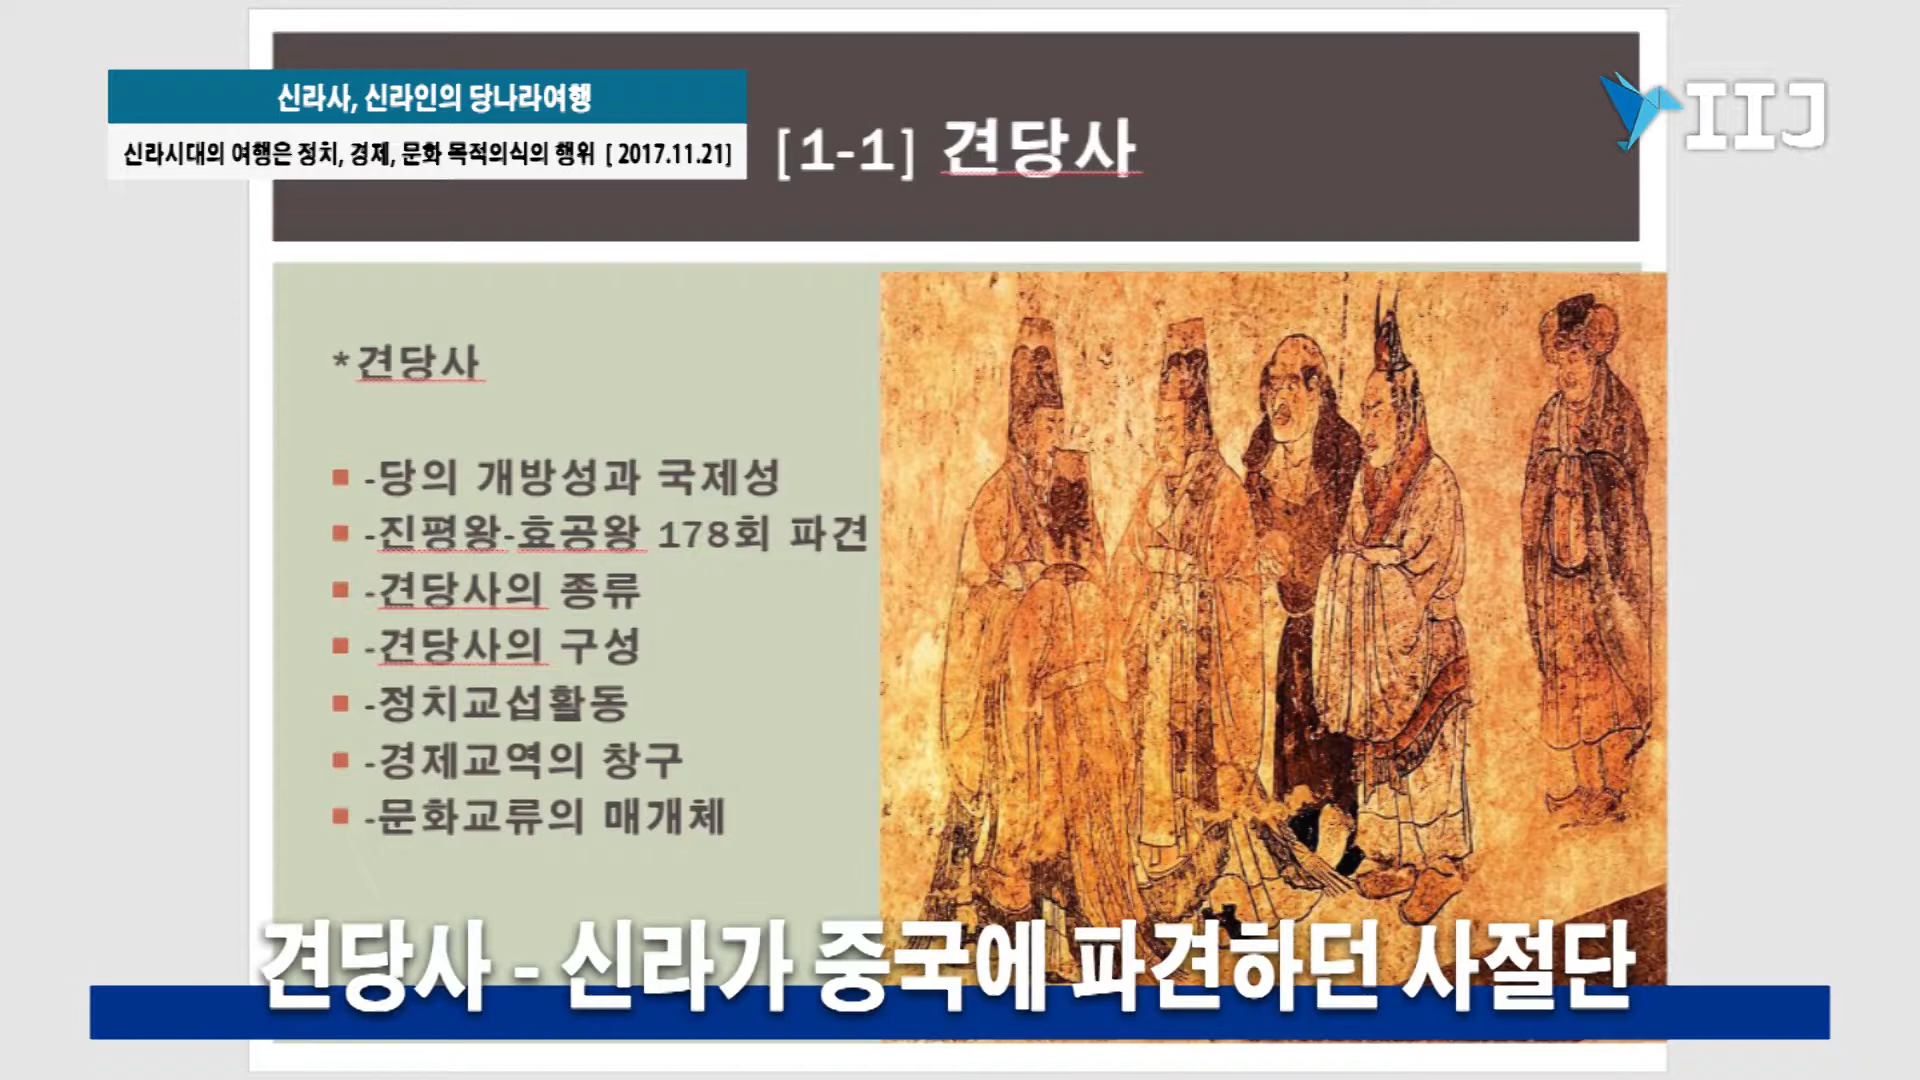 신라사, 신라인의 당나라여행
신라시대의 여행은 정치, 경제, 문화 목적의식의 행위 [ 2017.11.21]
[1-1] 견당사
IIJ
*견당사
-당의 개방성과 국제성
-진평왕-효공왕 178회 파견
-견당사의 종류
-견당사의 구성
-정치교섭활동
-경제교역의 창구
-문화교류의 매개체
견당사 - 신라가 중국에 파견하던 사절단